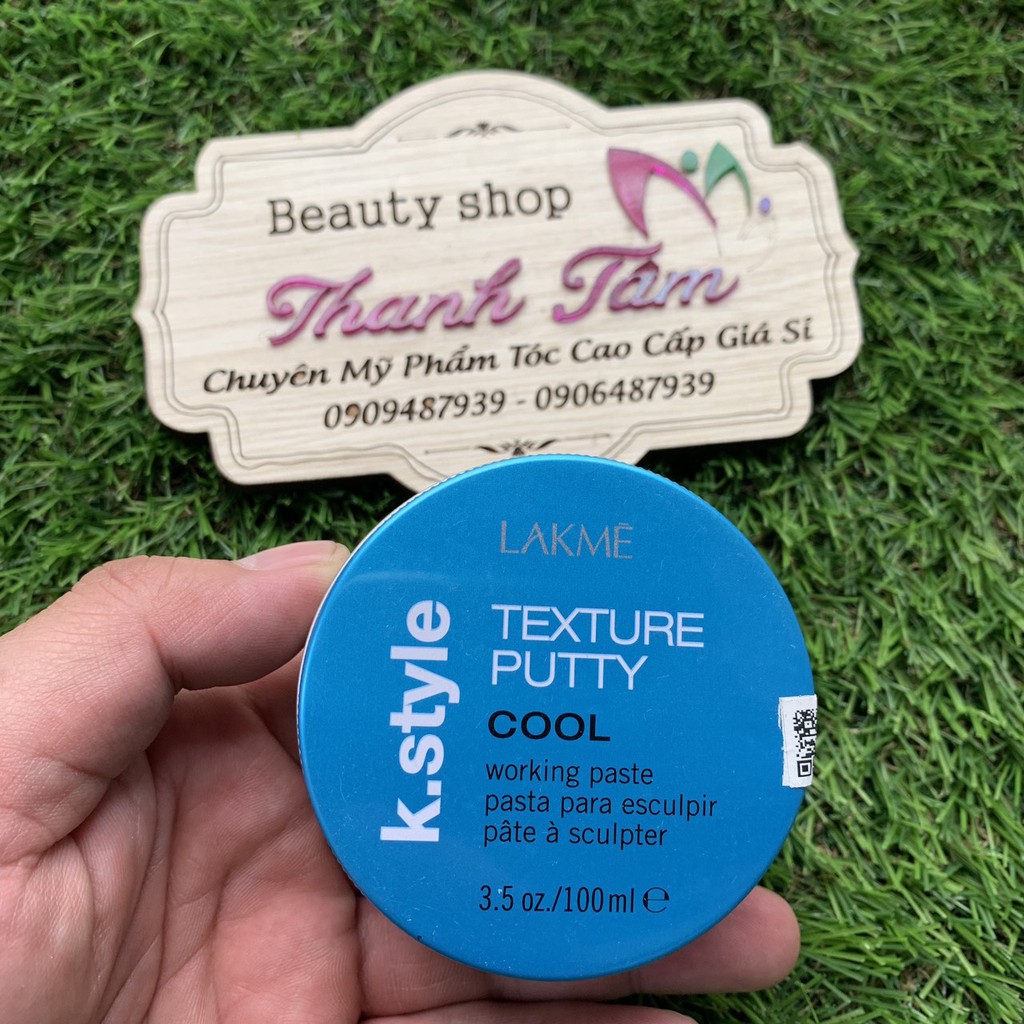 Beauty shop
Thanh Tâm
Chuyên Mỹ Phẩm Tóc Cao Cấp Giá Sỉ
0909487939 - 0906487939
LAKMĒ
k.style
TEXTURE
PUTTY
COOL
working paste
pasta para esculpir
pâte à sculpter
3.5 oz./100ml ℮